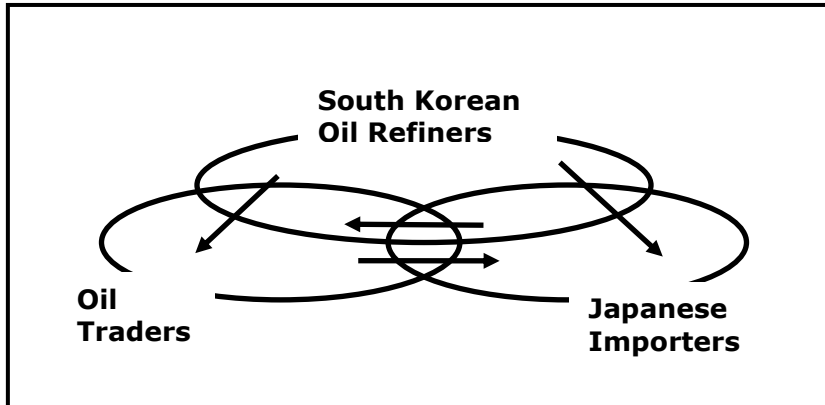 South Korean
Oil Refiners
Oil
Traders
Japanese
Importers